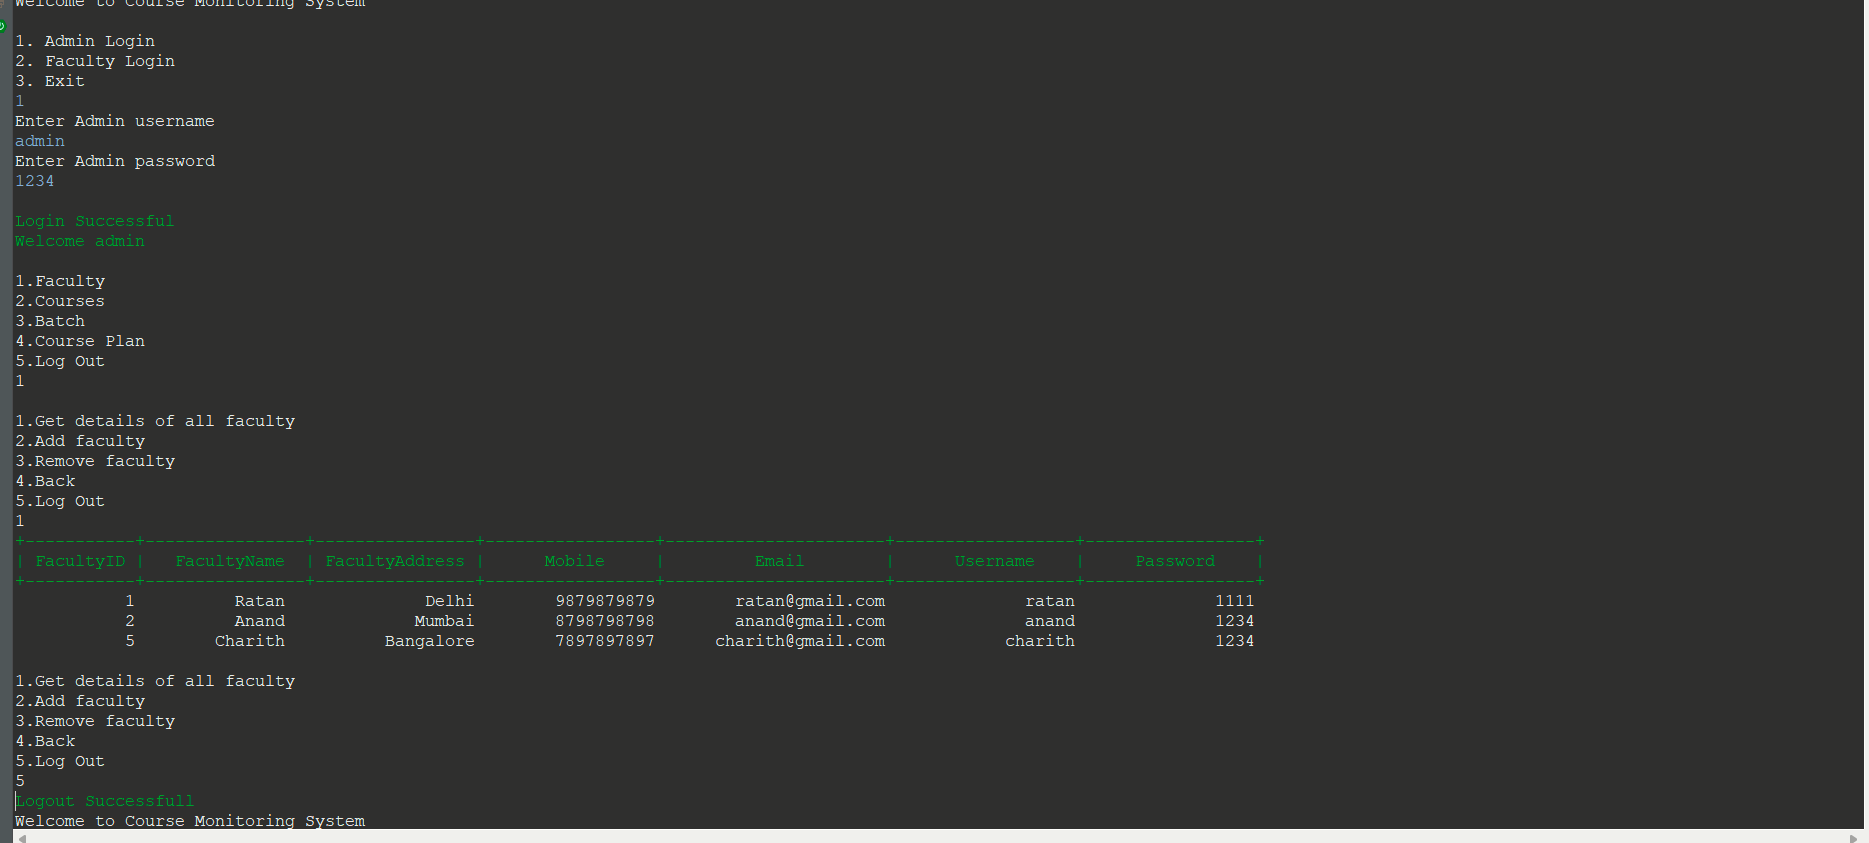 Welcome to Course Monitoring System
1. Admin Login
2. Faculty Login
3. Exit
1
Enter Admin username
admin
Enter Admin password
1234
Login Successful
Welcome admin
1.Faculty
2.Courses
3.Batch
4.Course Plan
5.Log Out
1
1.Get details of all faculty
2.Add faculty
3.Remove faculty
4.Back
5.Log Out
1
+-----------+----------------+----------------+-----------------+----------------------+------------------+-----------------+
| FacultyID |   FacultyName  | FacultyAddress |      Mobile     |         Email        |      Username    |     Password    |
+-----------+----------------+----------------+-----------------+----------------------+------------------+-----------------+
1 Ratan Delhi 9879879879 ratan@gmail.com ratan 1111
2 Anand Mumbai 8798798798 anand@gmail.com anand 1234
5 Charith Bangalore 7897897897 charith@gmail.com charith 1234
1.Get details of all faculty
2.Add faculty
3.Remove faculty
4.Back
5.Log Out
5
Logout Successfull
Welcome to Course Monitoring System